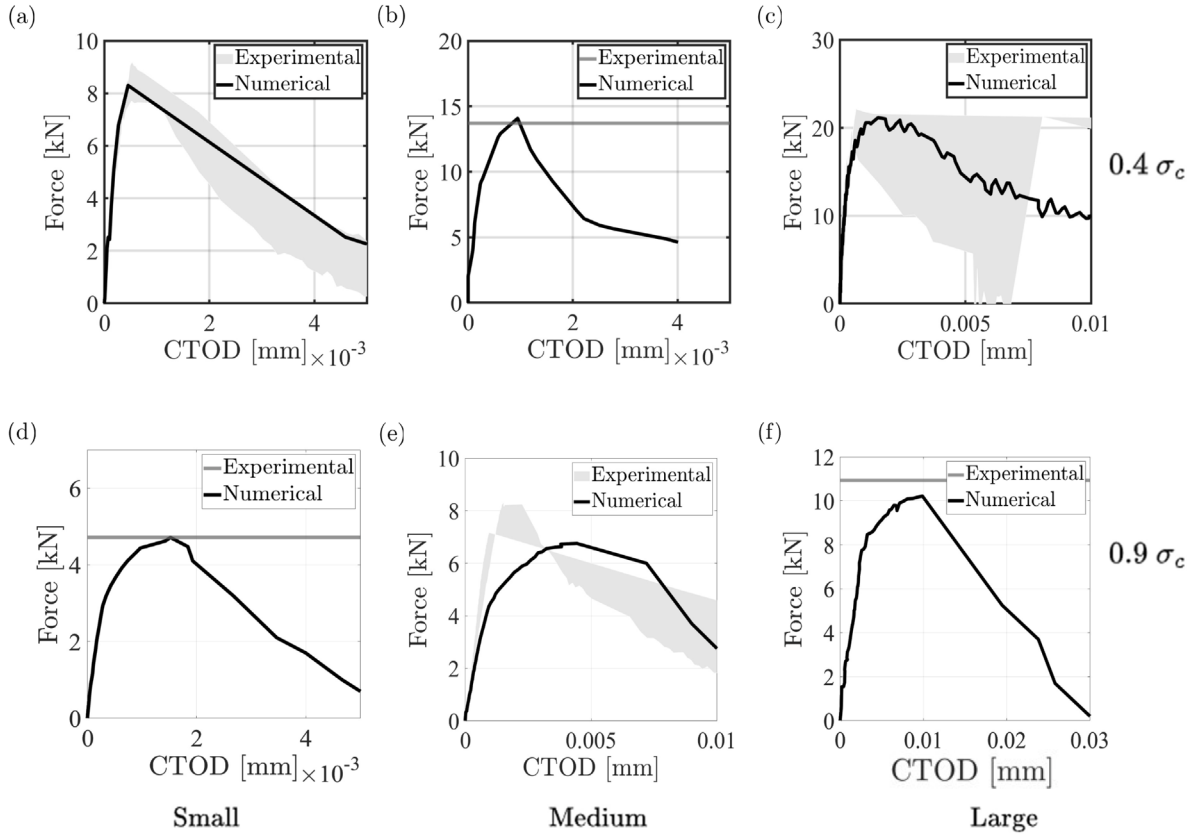 (a)
10
8
6
4
2
0
Force [kN]
Experimental
Numerical
0 2 4
CTOD [mm] ×10-3
(b)
20
15
10
5
0
Force [kN]
Experimental
Numerical
0 2 4
CTOD [mm] ×10-3
(c)
30
20
10
0
Force [kN]
Experimental
Numerical
0 0.005 0.01
CTOD [mm]
0.4 σc
(d)
6
4
2
0
Force [kN]
Experimental
Numerical
0 2 4
CTOD [mm] ×10-3
(e)
10
8
6
4
2
0
Force [kN]
Experimental
Numerical
0 0.005 0.01
CTOD [mm]
(f)
12
10
8
6
4
2
0
Force [kN]
Experimental
Numerical
0 0.01 0.02 0.03
CTOD [mm]
0.9 σc
Small Medium Large